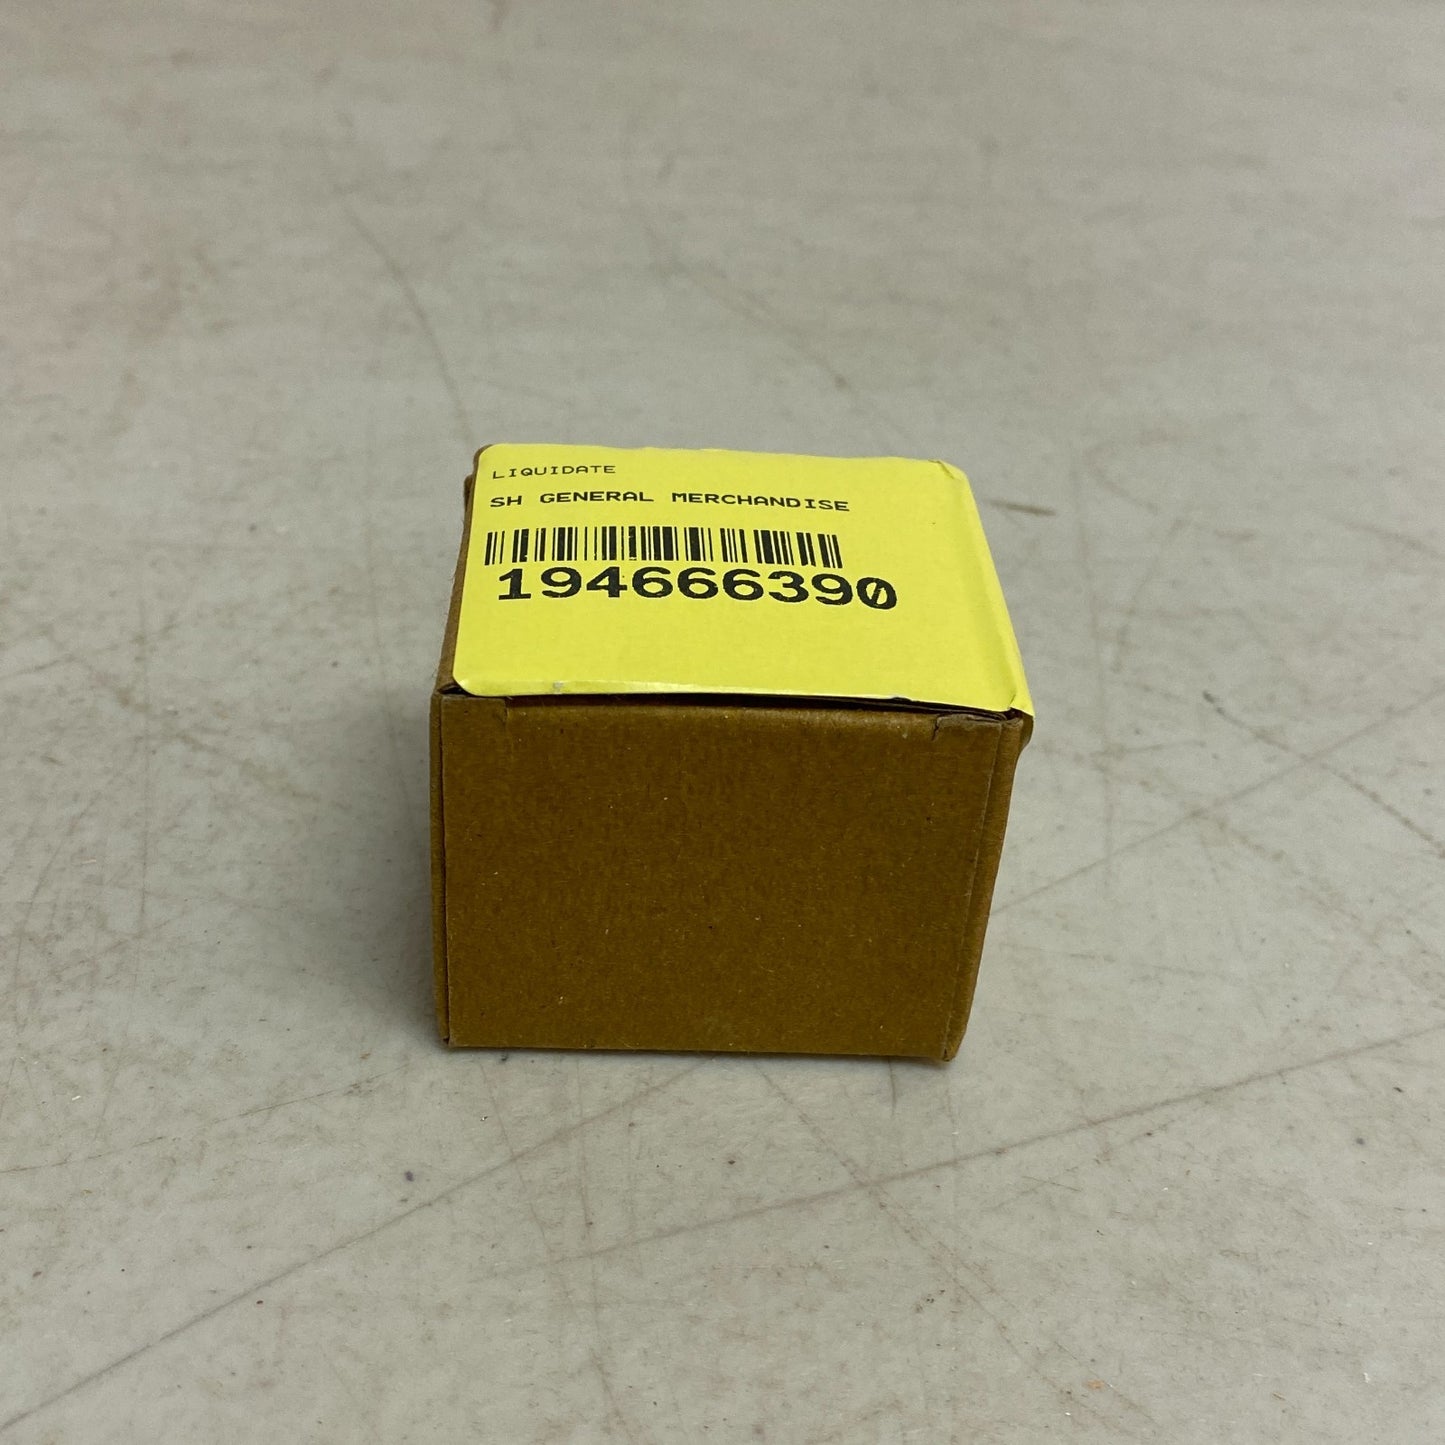 LIQUIDATE
SH GENERAL MERCHANDISE
194666390